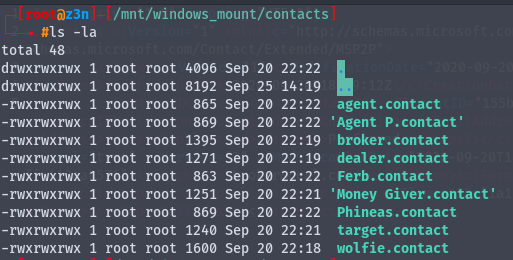 [root@z3n]-[/mnt/windows_mount/contacts]
#ls -la
total 48
drwxrwxrwx 1 root root 4096 Sep 20 22:22 .
drwxrwxrwx 1 root root 8192 Sep 25 14:19 ..
-rwxrwxrwx 1 root root  865 Sep 20 22:22  agent.contact
-rwxrwxrwx 1 root root  869 Sep 20 22:22 'Agent P.contact'
-rwxrwxrwx 1 root root 1395 Sep 20 22:19  broker.contact
-rwxrwxrwx 1 root root 1271 Sep 20 22:19  dealer.contact
-rwxrwxrwx 1 root root  863 Sep 20 22:22  Ferb.contact
-rwxrwxrwx 1 root root 1251 Sep 20 22:21 'Money Giver.contact'
-rwxrwxrwx 1 root root  869 Sep 20 22:22  Phineas.contact
-rwxrwxrwx 1 root root 1240 Sep 20 22:21  target.contact
-rwxrwxrwx 1 root root 1600 Sep 20 22:18  wolfie.contact